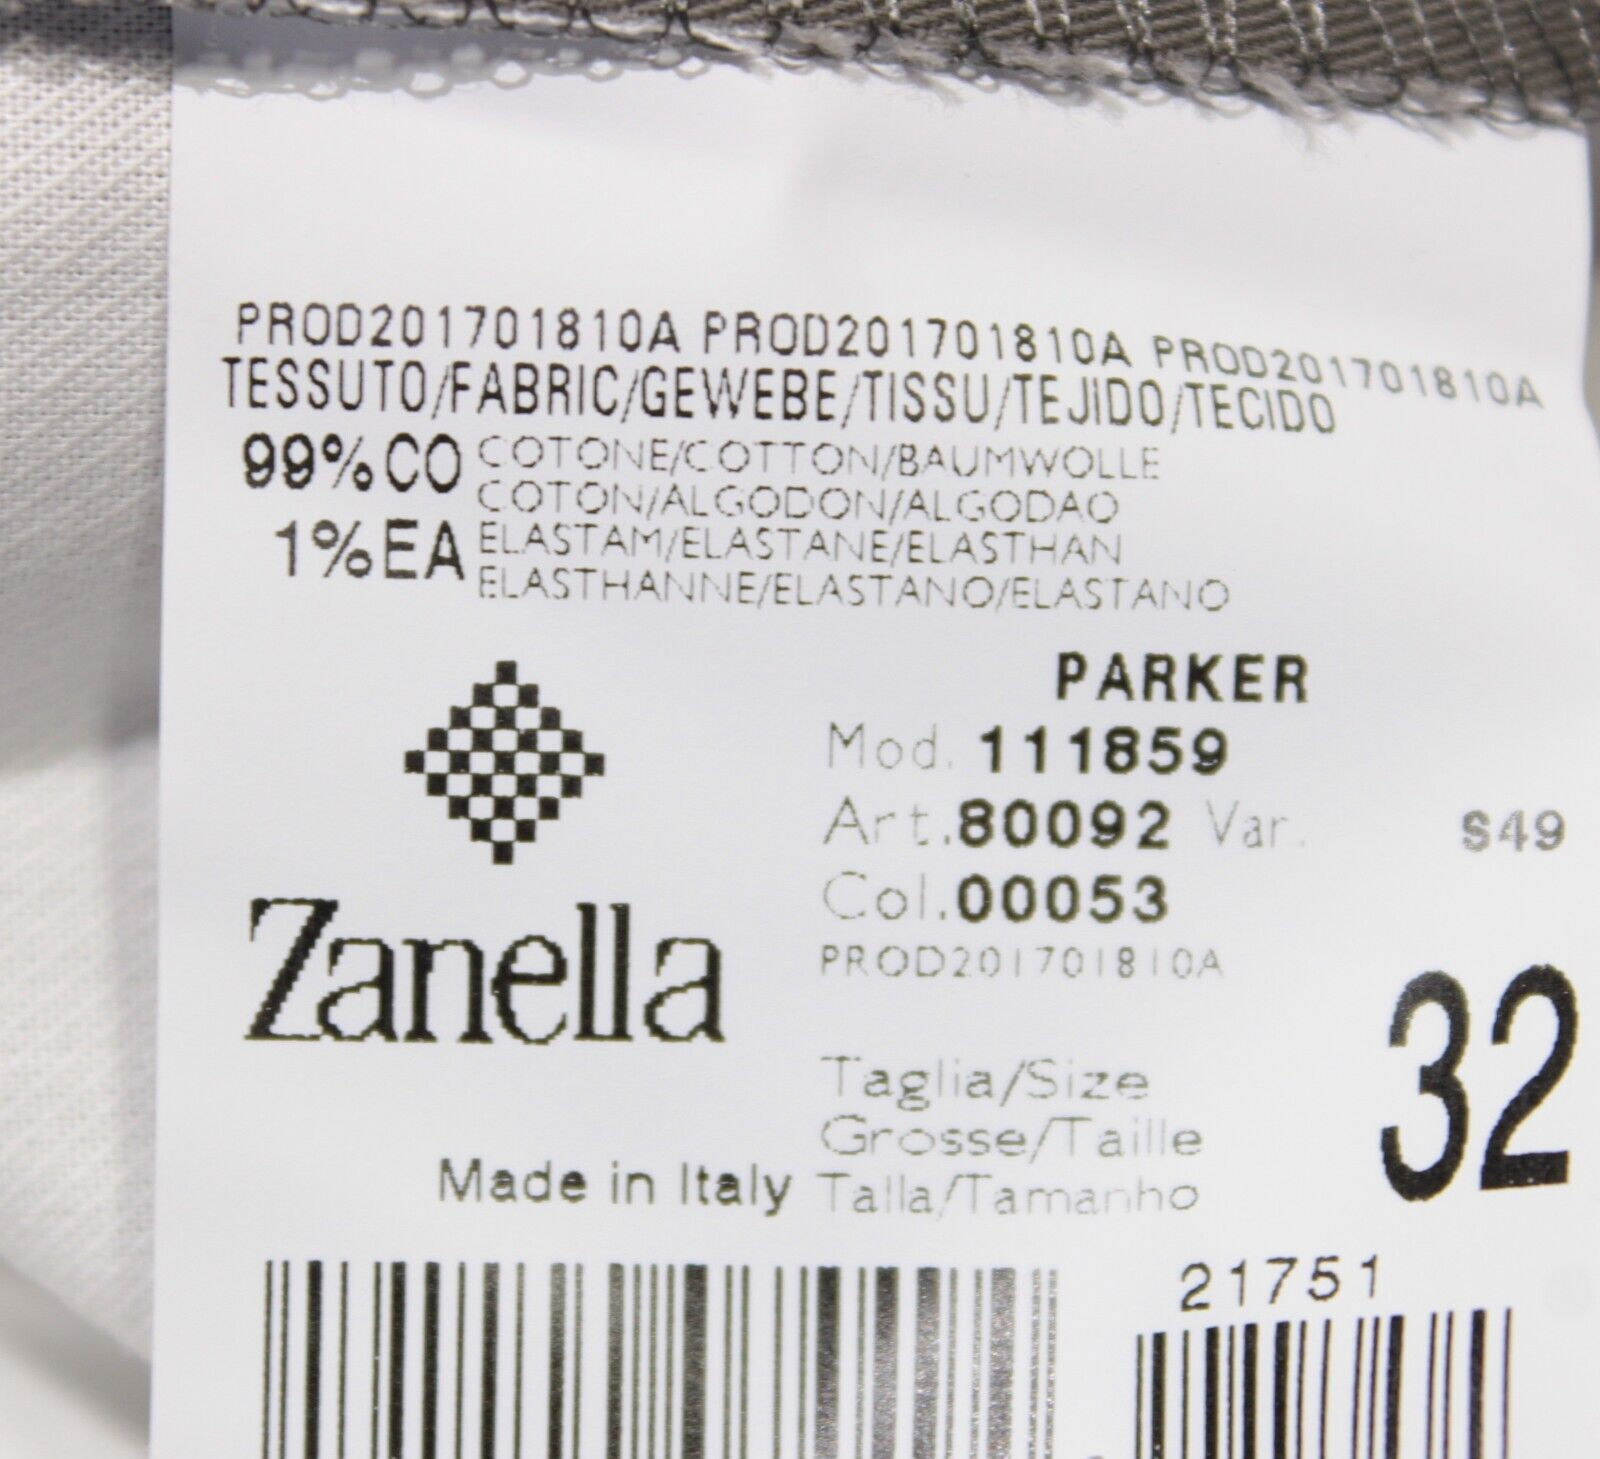 PROD201701810A PROD201701810A PROD201701810A
TESSUTO/FABRIC/GEWEBE/TISSU/TEJIDO/TECIDO
99%CO COTONE/COTTON/BAUMWOLLE
COTON/ALGODON/ALGODAO
1%EA ELASTAM/ELASTANE/ELASTHAN
ELASTHANNE/ELASTANO/ELASTANO
PARKER
Mod. 111859
Art.80092 Var. S49
Col.00053
PROD201701810A
Zanella
32
Taglia/Size
Grosse/Taille
Made in Italy Talla/Tamanho
21751